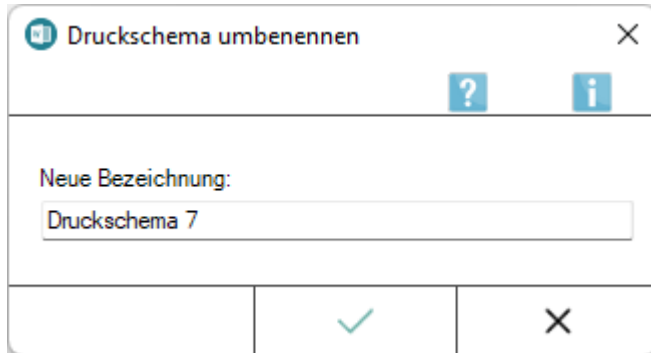 Druckschema umbenennen
?
i
Neue Bezeichnung:
Druckschema 7